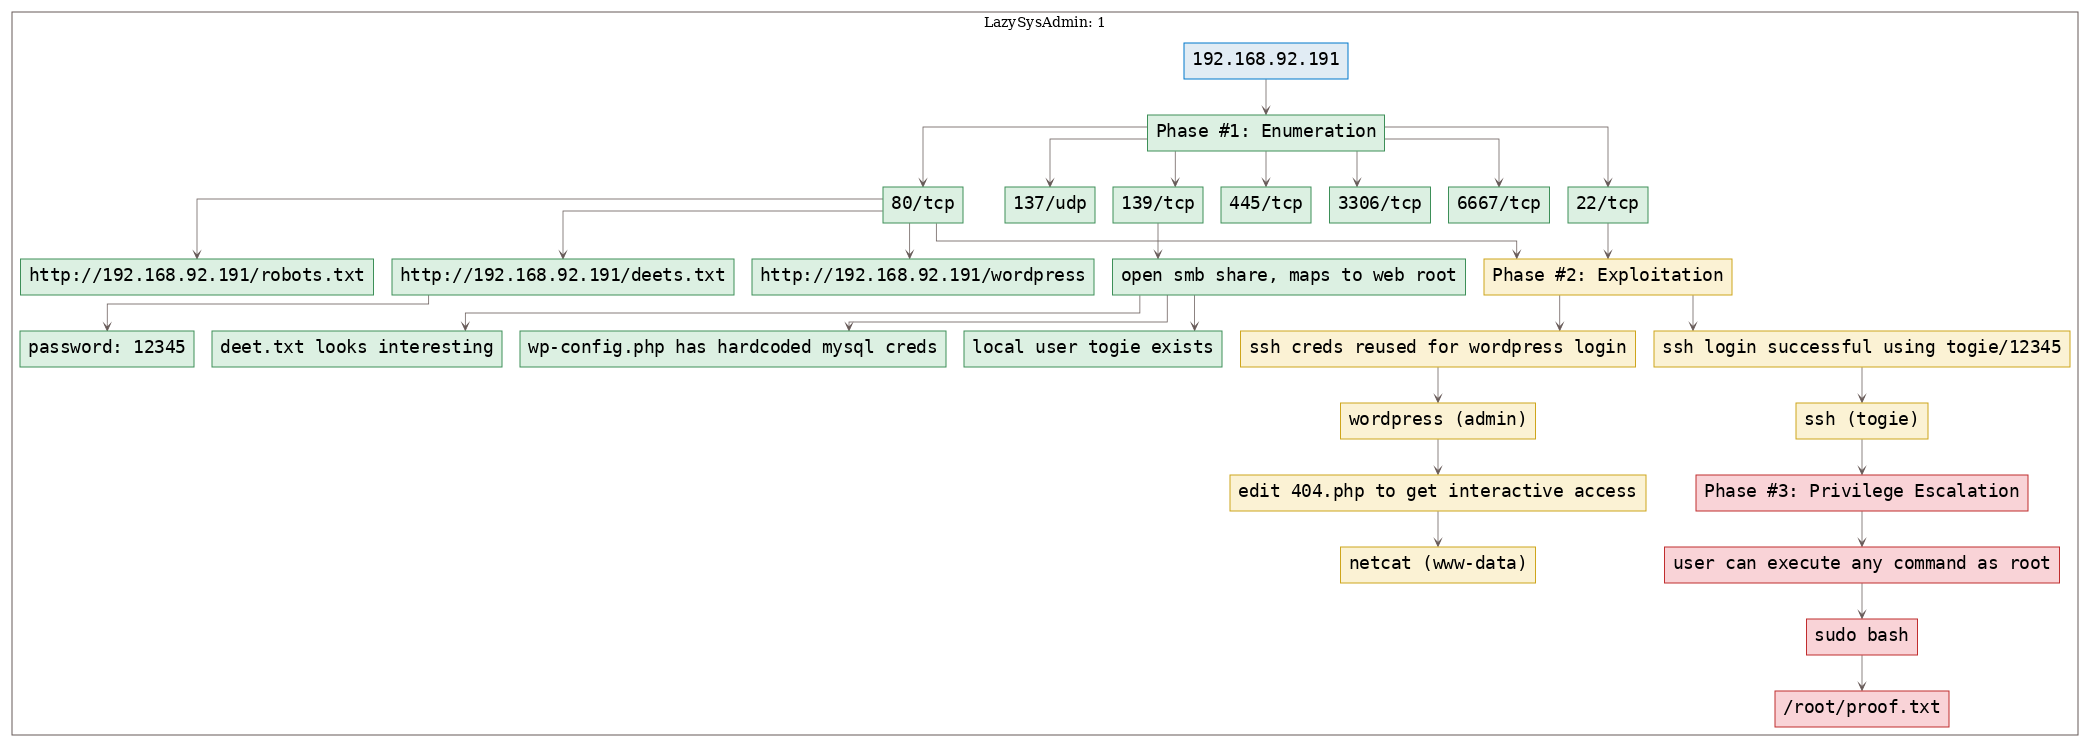 LazySysAdmin: 1
192.168.92.191
Phase #1: Enumeration
80/tcp
137/udp
139/tcp
445/tcp
3306/tcp
6667/tcp
22/tcp
http://192.168.92.191/robots.txt
http://192.168.92.191/deets.txt
http://192.168.92.191/wordpress
open smb share, maps to web root
Phase #2: Exploitation
password: 12345
deet.txt looks interesting
wp-config.php has hardcoded mysql creds
local user togie exists
ssh creds reused for wordpress login
ssh login successful using togie/12345
wordpress (admin)
ssh (togie)
edit 404.php to get interactive access
Phase #3: Privilege Escalation
netcat (www-data)
user can execute any command as root
sudo bash
/root/proof.txt